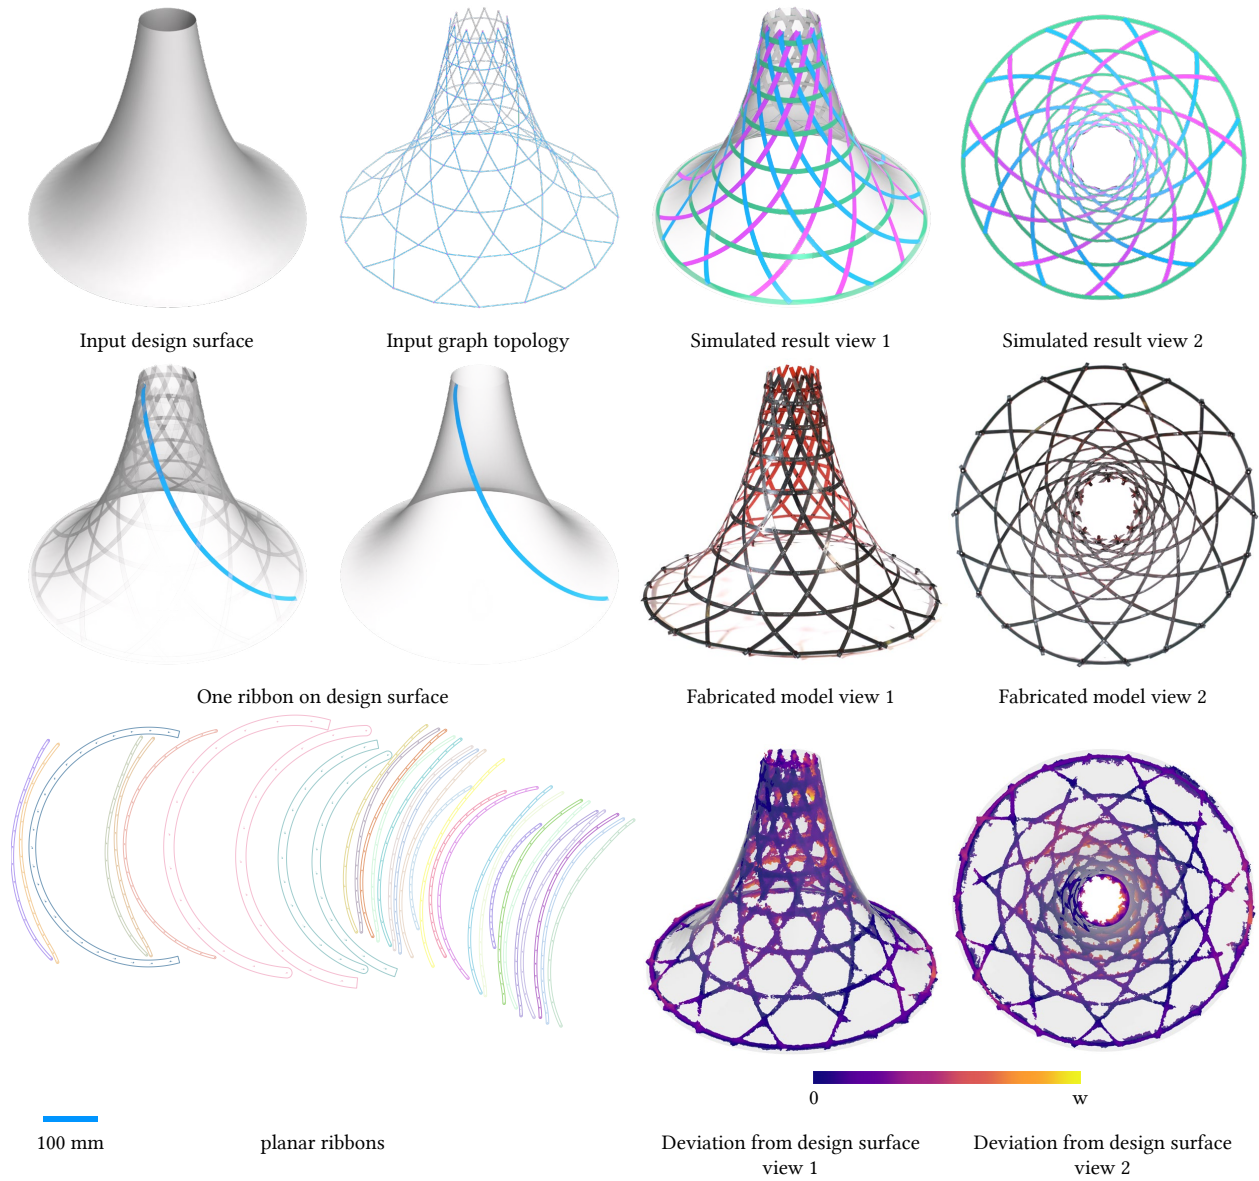 Input design surface
Input graph topology
Simulated result view 1
Simulated result view 2
One ribbon on design surface
Fabricated model view 1
Fabricated model view 2
0
w
100 mm
planar ribbons
Deviation from design surface
view 1
Deviation from design surface
view 2